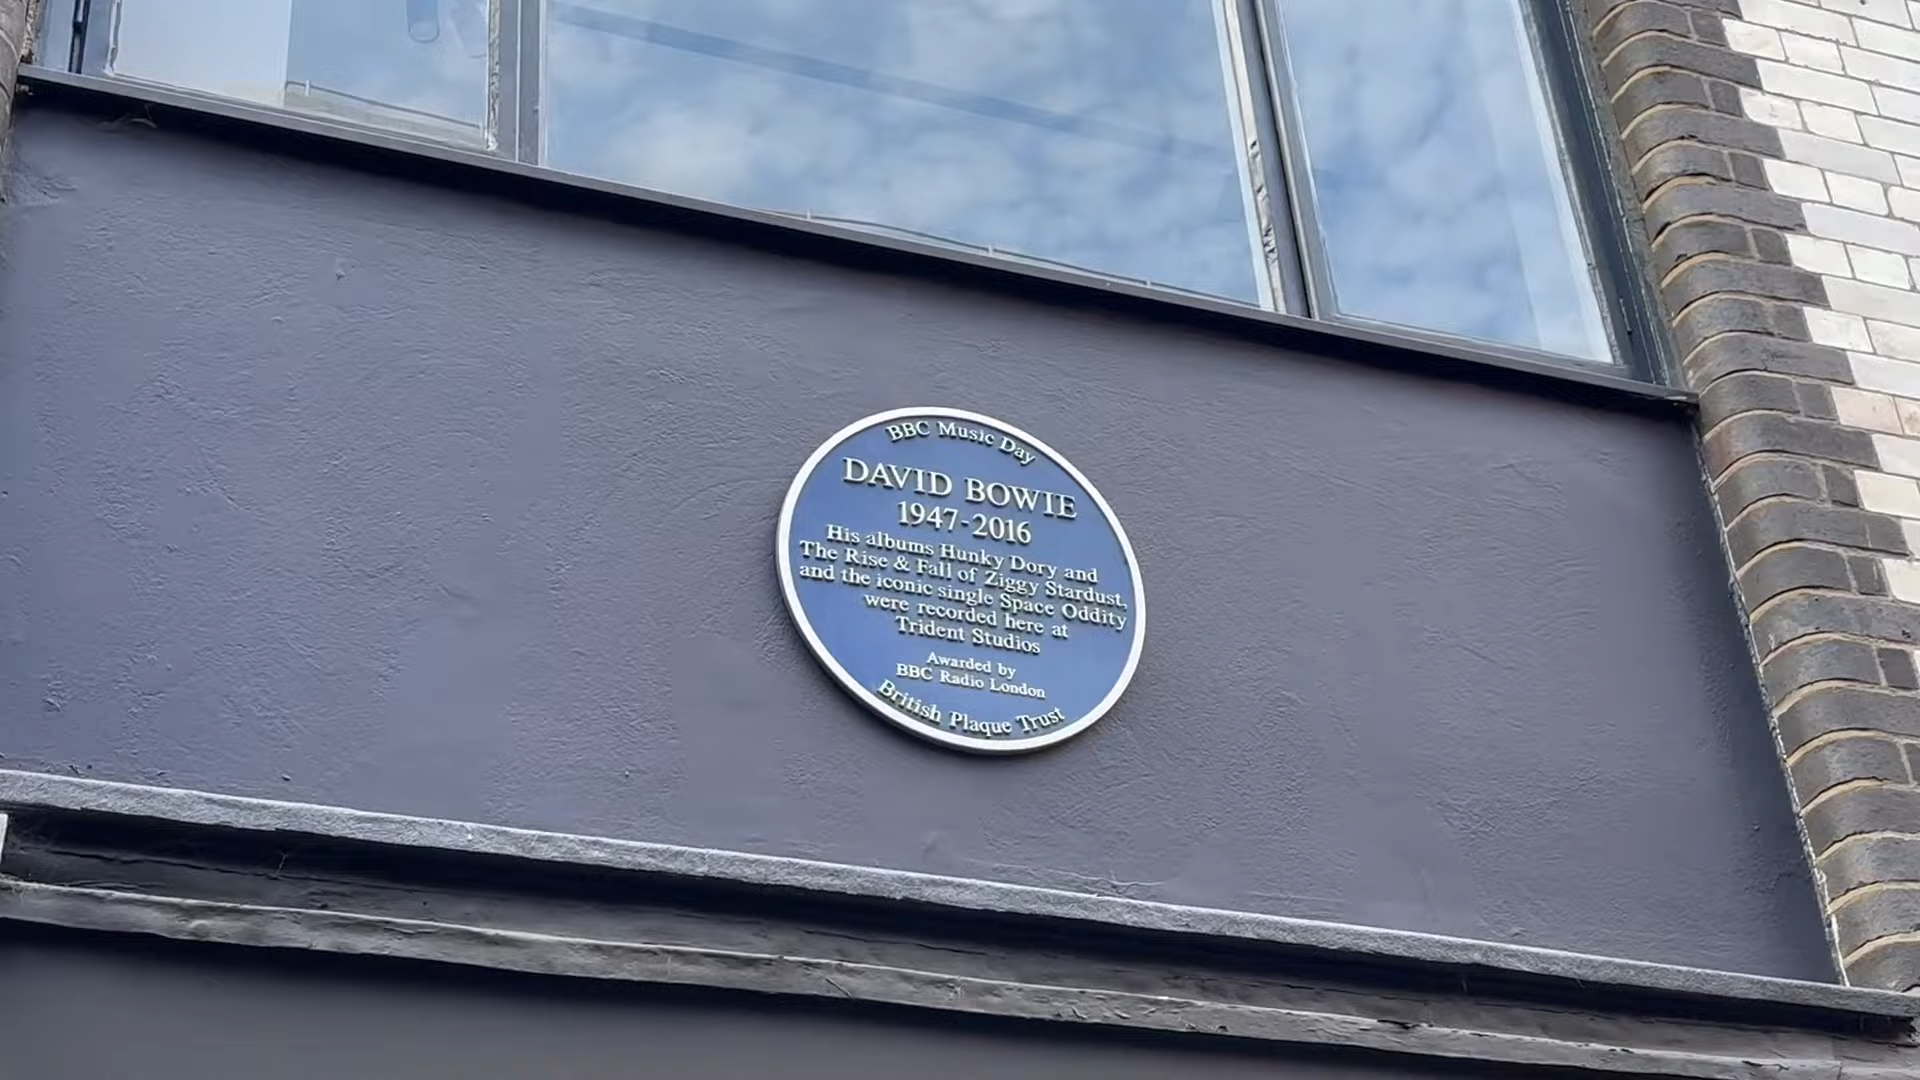 BBC Music Day
DAVID BOWIE
1947-2016
His albums Hunky Dory and
The Rise & Fall of Ziggy Stardust,
and the iconic single Space Oddity
were recorded here at
Trident Studios
Awarded by
BBC Radio London
British Plaque Trust